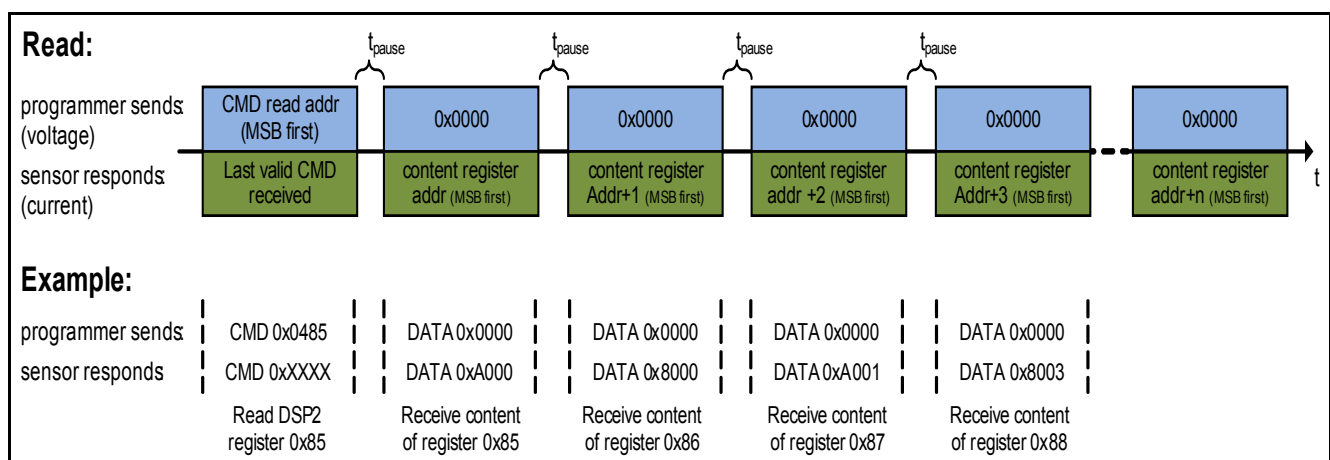 Read:
t_pause t_pause t_pause t_pause
programmer sends:
(voltage)
CMD read addr
(MSB first)
0x0000 0x0000 0x0000 0x0000 0x0000
sensor responds:
(current)
Last valid CMD
received
content register
addr (MSB first)
content register
Addr+1 (MSB first)
content register
addr +2 (MSB first)
content register
Addr+3 (MSB first)
content register
addr+n (MSB first)
t
Example:
programmer sends: CMD 0x0485 DATA 0x0000 DATA 0x0000 DATA 0x0000 DATA 0x0000
sensor responds: CMD 0xXXXX DATA 0xA000 DATA 0x8000 DATA 0xA001 DATA 0x8003
Read DSP2
register 0x85
Receive content
of register 0x85
Receive content
of register 0x86
Receive content
of register 0x87
Receive content
of register 0x88